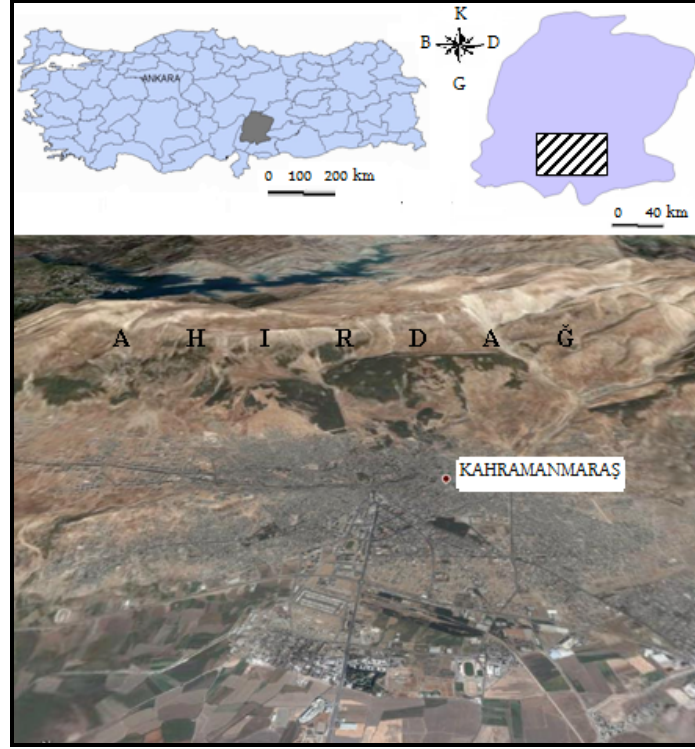 K
B D
G
ANKARA
0 100 200 km
0 40 km
A H I R D A Ğ
KAHRAMANMARAŞ